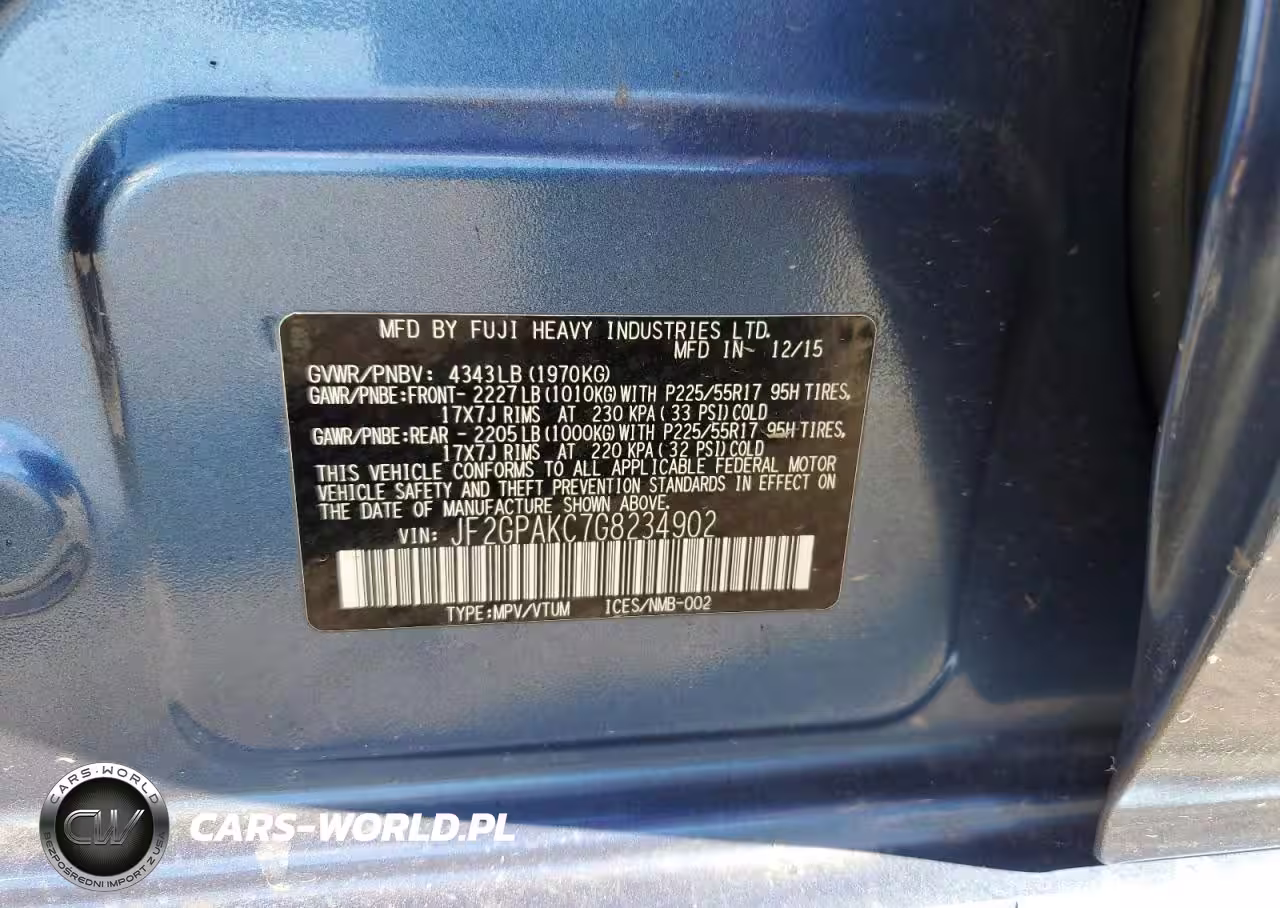 MFD BY FUJI HEAVY INDUSTRIES LTD.
MFD IN- 12/15
GVWR/PNBV: 4343LB (1970KG)
GAWR/PNBE:FRONT- 2227LB (1010KG) WITH P225/55R17 95H TIRES,
17X7J RIMS AT 230 KPA( 33 PSI)COLD
GAWR/PNBE:REAR - 2205LB (1000KG) WITH P225/55R17 95H TIRES,
17X7J RIMS AT 220 KPA( 32 PSI)COLD
THIS VEHICLE CONFORMS TO ALL APPLICABLE FEDERAL MOTOR
VEHICLE SAFETY AND THEFT PREVENTION STANDARDS IN EFFECT ON
THE DATE OF MANUFACTURE SHOWN ABOVE.
VIN: JF2GPAKC7G8234902
TYPE:MPV/VTUM ICES/NMB-002
CARS-WORLD
CW
BEZPOŚREDNI IMPORT Z USA
CARS-WORLD.PL